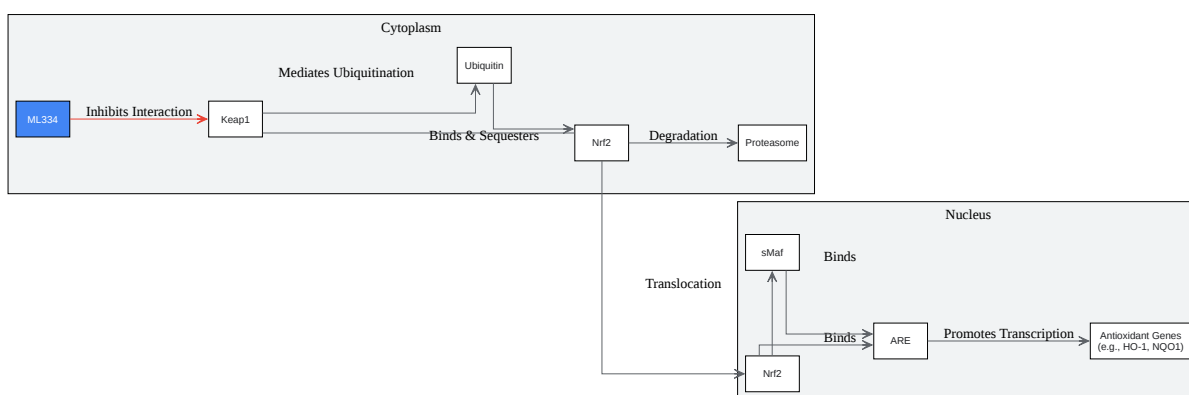 Cytoplasm
Ubiquitin
Mediates Ubiquitination
ML334
Inhibits Interaction
Keap1
Binds & Sequesters
Nrf2
Degradation
Proteasome
Nucleus
sMaf
Binds
Translocation
Binds
ARE
Promotes Transcription
Antioxidant Genes
(e.g., HO-1, NQO1)
Nrf2